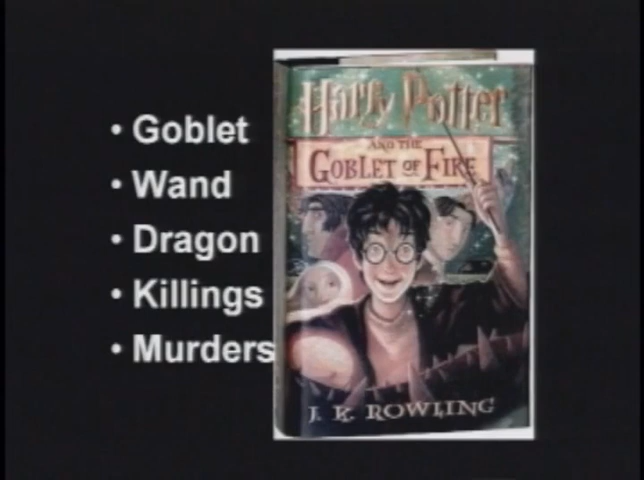 • Goblet
• Wand
• Dragon
• Killings
• Murders
Harry Potter
AND THE
GOBLET OF FIRE
J. K. ROWLING